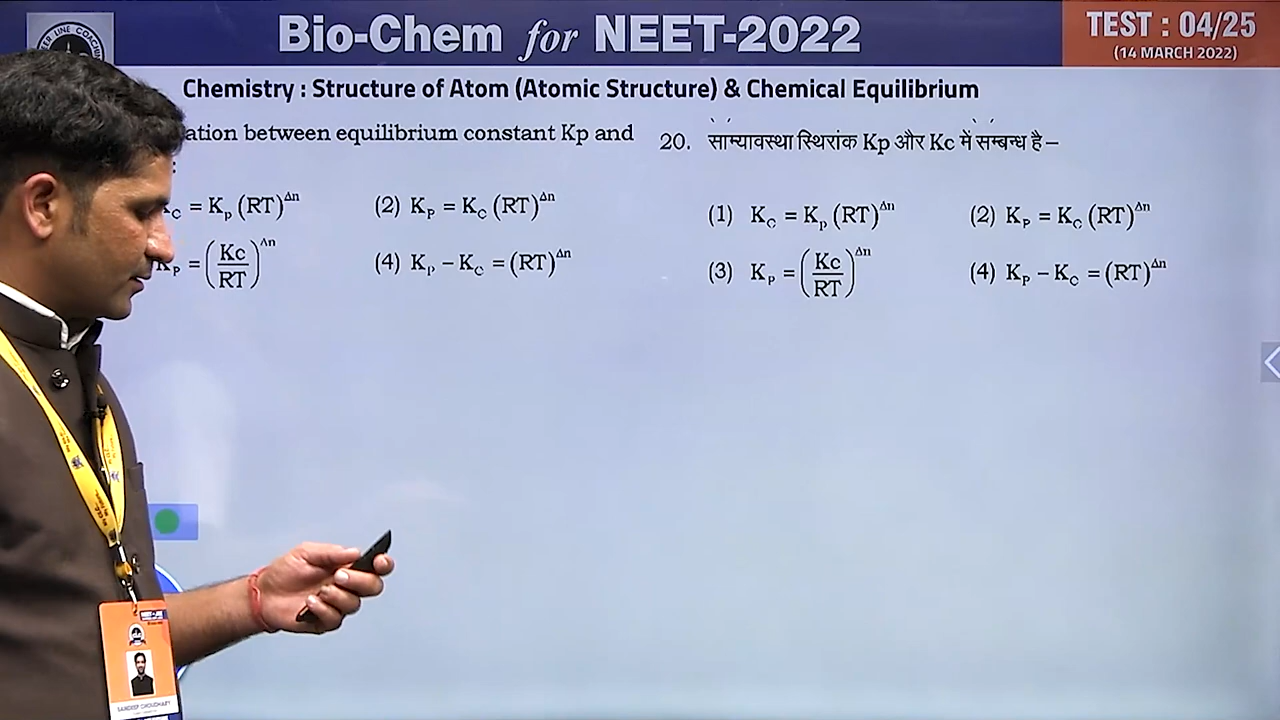 Bio-Chem for NEET-2022
TEST : 04/25
(14 MARCH 2022)
Chemistry : Structure of Atom (Atomic Structure) & Chemical Equilibrium
ation between equilibrium constant Kp and
:
C = Kp (RT)^Δn (2) KP = KC (RT)^Δn
KP = (Kc/RT)^Δn (4) KP − KC = (RT)^Δn
20. साम्यावस्था स्थिरांक Kp और Kc में सम्बन्ध है –
(1) KC = Kp (RT)^Δn (2) KP = KC (RT)^Δn
(3) KP = (Kc/RT)^Δn (4) KP − KC = (RT)^Δn
SANDEEP CHOUDHARY